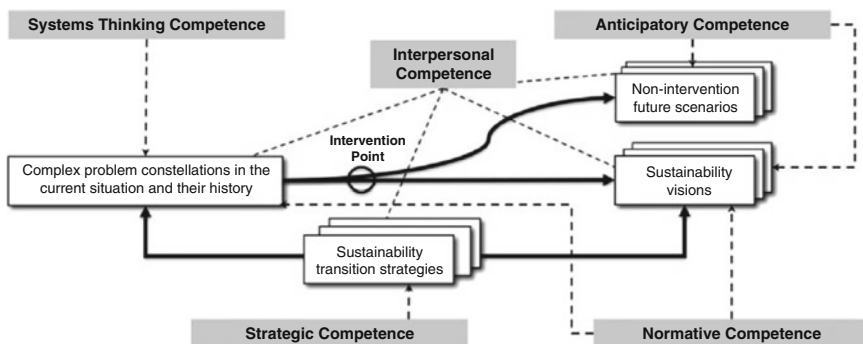 Systems Thinking Competence
Anticipatory Competence
Interpersonal
Competence
Non-intervention
future scenarios
Intervention
Point
Complex problem constellations in the
current situation and their history
Sustainability
visions
Sustainability
transition strategies
Strategic Competence
Normative Competence